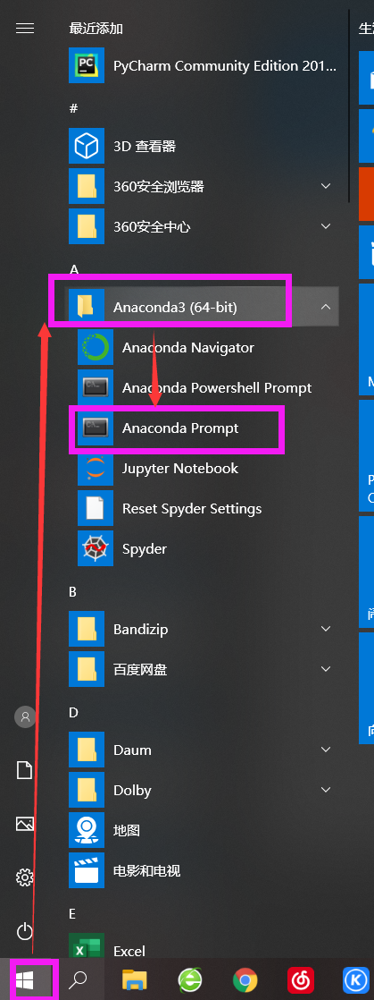 最近添加
生
PyCharm Community Edition 201...
#
3D 查看器
360安全浏览器
360安全中心
A
Anaconda3 (64-bit)
Anaconda Navigator
Anaconda Powershell Prompt
Anaconda Prompt
Jupyter Notebook
Reset Spyder Settings
Spyder
B
Bandizip
百度网盘
D
Daum
Dolby
地图
电影和电视
E
Excel